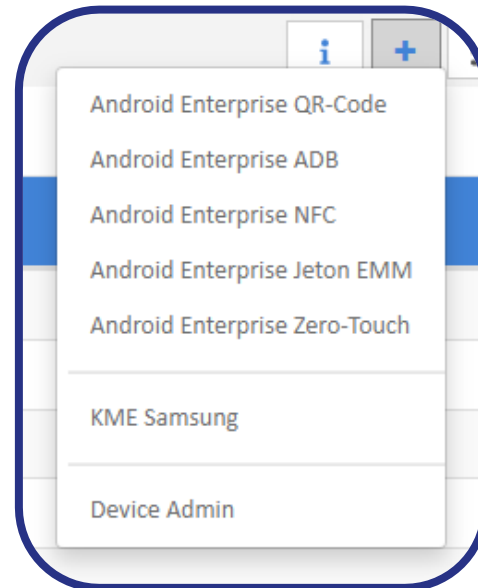 i +
Android Enterprise QR-Code
Android Enterprise ADB
Android Enterprise NFC
Android Enterprise Jeton EMM
Android Enterprise Zero-Touch
KME Samsung
Device Admin